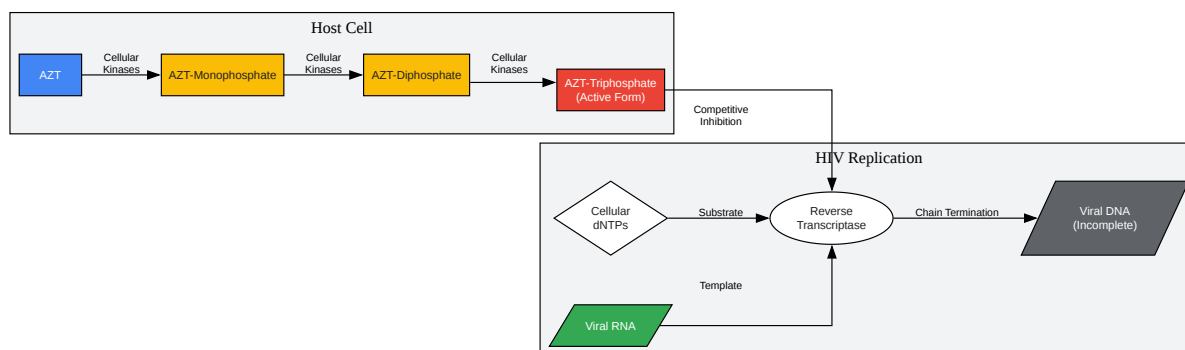 Host Cell
AZT
Cellular
Kinases
AZT-Monophosphate
Cellular
Kinases
AZT-Diphosphate
Cellular
Kinases
AZT-Triphosphate
(Active Form)
Competitive
Inhibition
HIV Replication
Cellular
dNTPs
Substrate
Reverse
Transcriptase
Chain Termination
Viral DNA
(Incomplete)
Template
Viral RNA